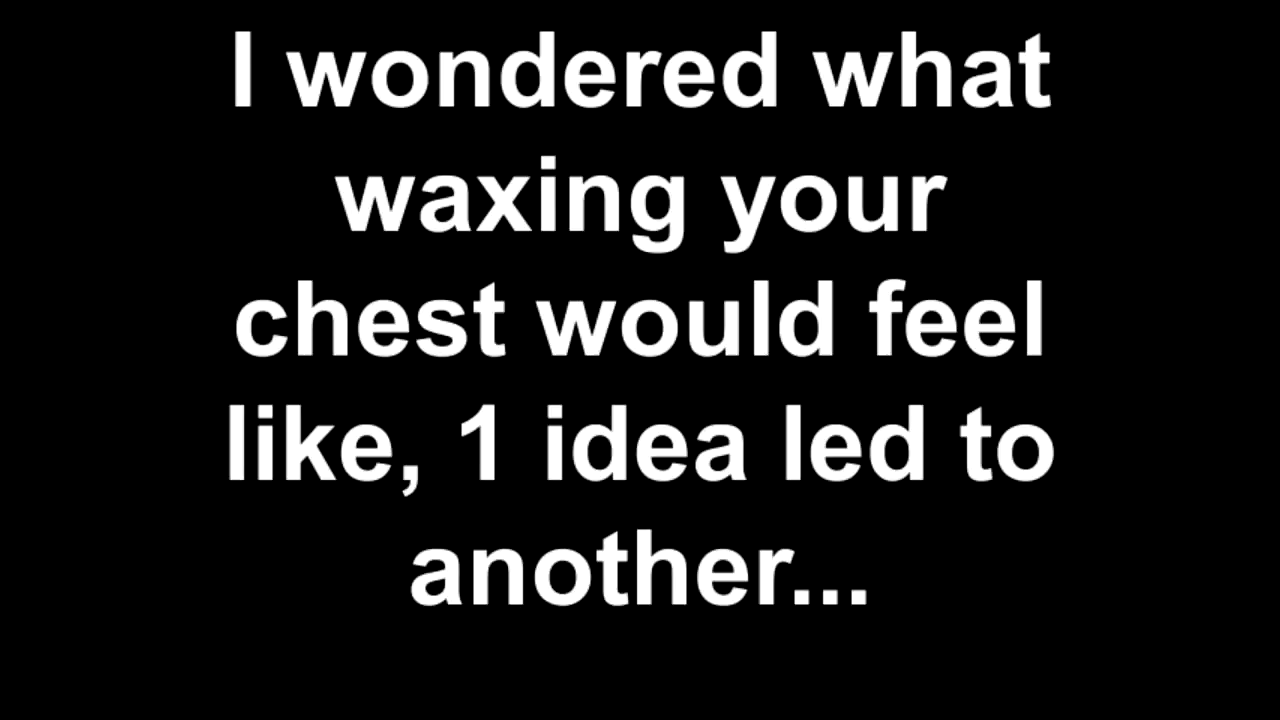 I wondered what
waxing your
chest would feel
like, 1 idea led to
another...